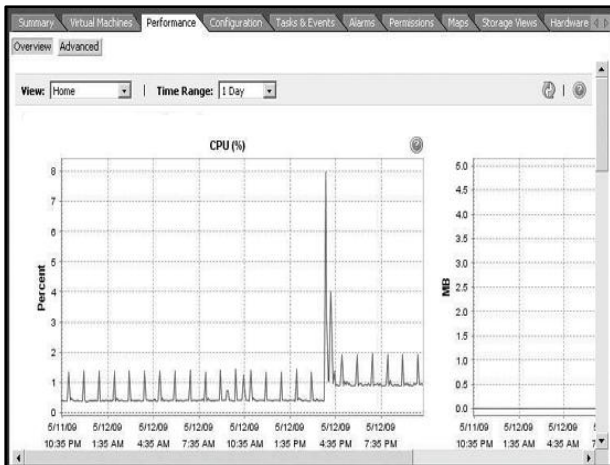 Summary Virtual Machines Performance Configuration Tasks & Events Alarms Permissions Maps Storage Views Hardware
Overview Advanced
View: Home | Time Range: 1 Day
CPU (%)
Percent
8
7
6
5
4
3
2
1
0
5/11/09 5/12/09 5/12/09 5/12/09 5/12/09 5/12/09 5/12/09 5/12/09
10:35 PM 1:35 AM 4:35 AM 7:35 AM 10:35 AM 1:35 PM 4:35 PM 7:35 PM
MB
5.0
4.5
4.0
3.5
3.0
2.5
2.0
1.5
1.0
0.5
0.0
5/11/09 5/12/09 5/12/09
10:35 PM 1:35 AM 4:35 AM